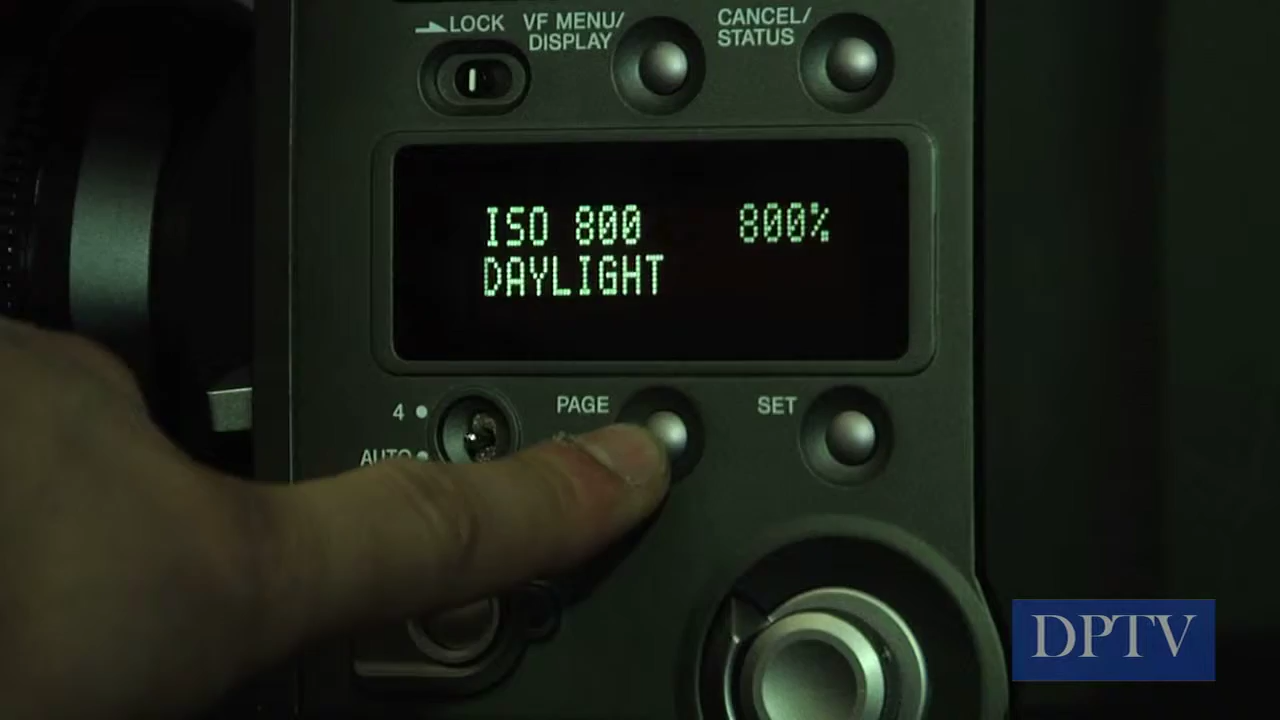 LOCK
VF MENU/
DISPLAY
CANCEL/
STATUS
ISO 800 800%
DAYLIGHT
4
PAGE
SET
AUTO
DPTV